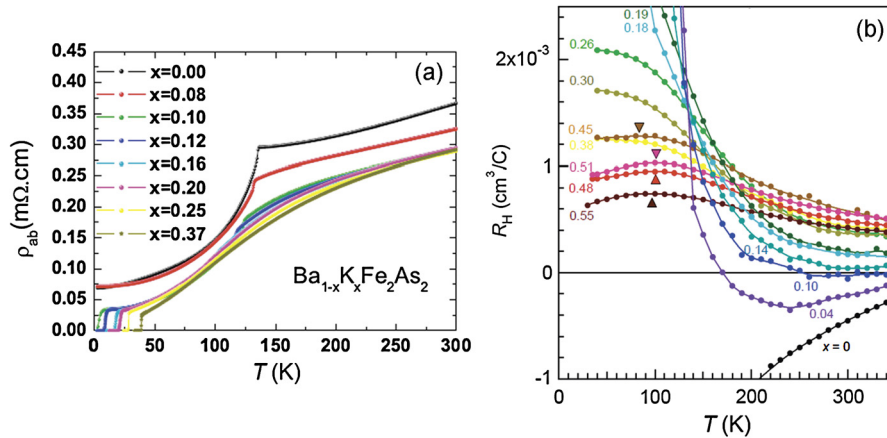 (a)
0.45
0.40
0.35
0.30
0.25
0.20
0.15
0.10
0.05
0.00
ρab(mΩ.cm)
x=0.00
x=0.08
x=0.10
x=0.12
x=0.16
x=0.20
x=0.25
x=0.37
Ba1-xKxFe2As2
0 50 100 150 200 250 300
T (K)
(b)
2x10-3
1
0
-1
RH (cm3/C)
0.19
0.18
0.26
0.30
0.45
0.38
0.51
0.48
0.55
0.14
0.10
0.04
x = 0
0 100 200 300
T (K)